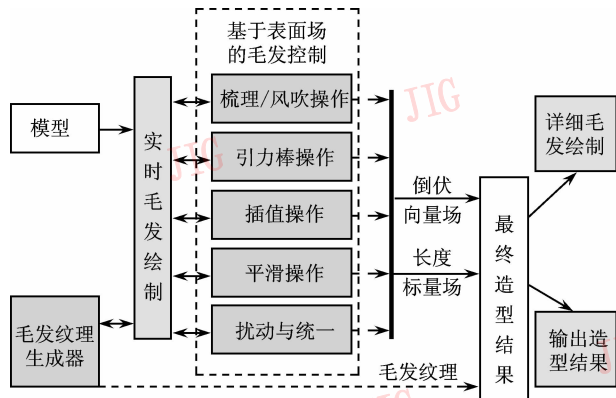 基于表面场
的毛发控制
模型
实时毛发绘制
梳理/风吹操作
引力棒操作
插值操作
平滑操作
扰动与统一
毛发纹理
生成器
倒伏
向量场
长度
标量场
毛发纹理
最终造型结果
详细毛
发绘制
输出造
型结果
JIG
JIG